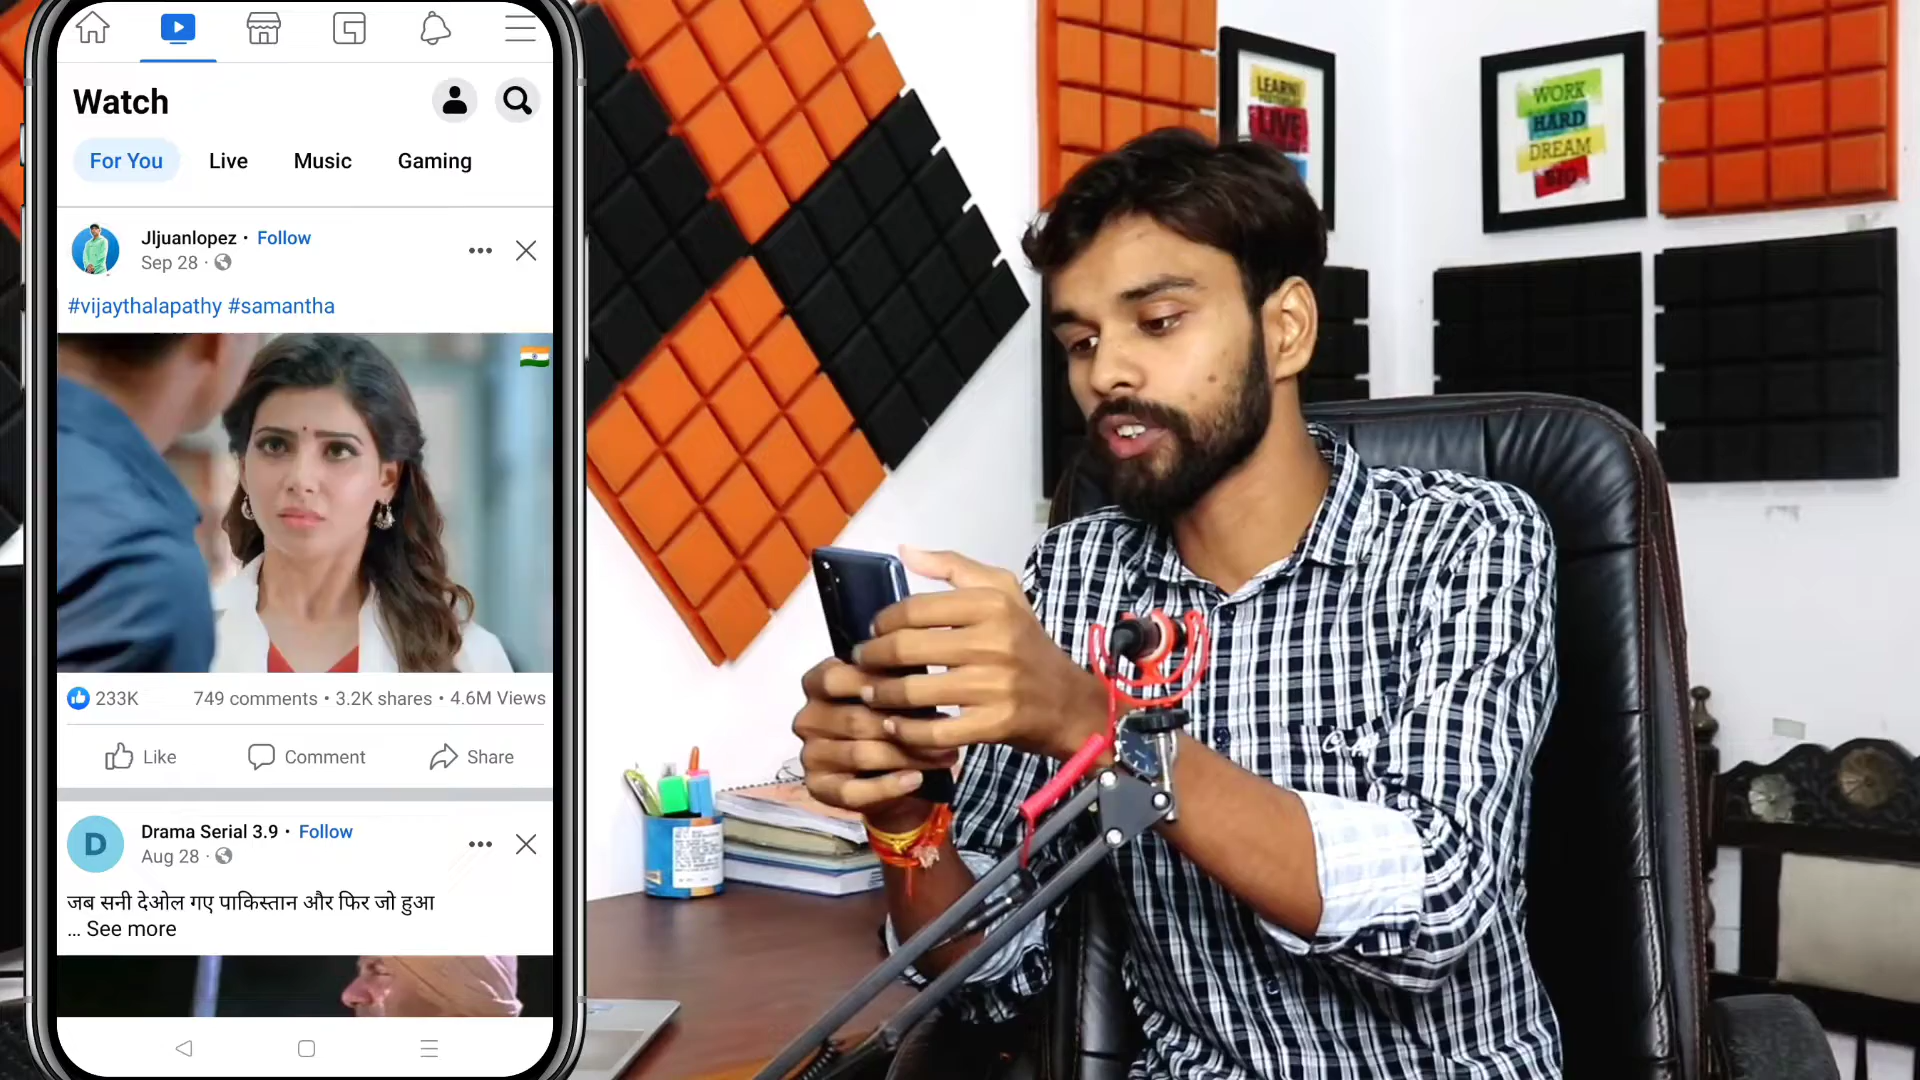 Watch
For You Live Music Gaming
Jljuanlopez · Follow
Sep 28 ·
#vijaythalapathy #samantha
233K 749 comments • 3.2K shares • 4.6M Views
Like Comment Share
D
Drama Serial 3.9 · Follow
Aug 28 ·
जब सनी देओल गए पाकिस्तान और फिर जो हुआ
... See more
LEARN
LIVE
WORK
HARD
DREAM
BIG